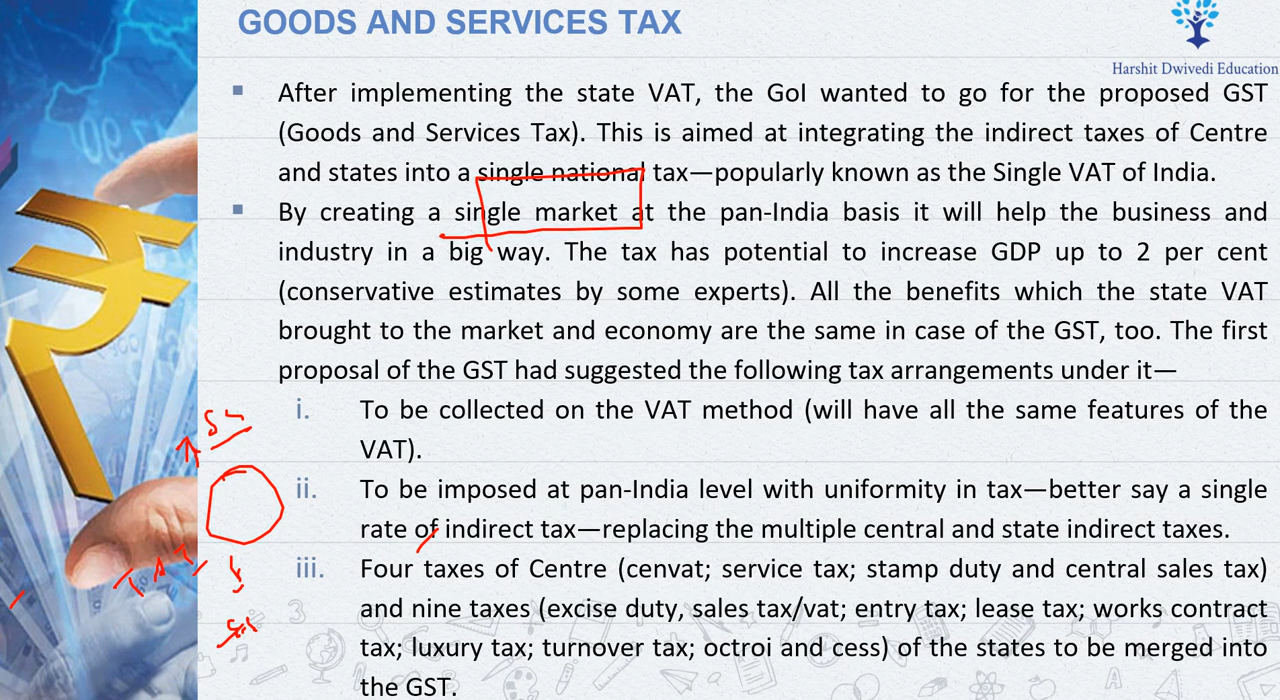 GOODS AND SERVICES TAX
Harshit Dwivedi Education
▪ After implementing the state VAT, the GoI wanted to go for the proposed GST
(Goods and Services Tax). This is aimed at integrating the indirect taxes of Centre
and states into a single national tax—popularly known as the Single VAT of India.
▪ By creating a single market at the pan-India basis it will help the business and
industry in a big way. The tax has potential to increase GDP up to 2 per cent
(conservative estimates by some experts). All the benefits which the state VAT
brought to the market and economy are the same in case of the GST, too. The first
proposal of the GST had suggested the following tax arrangements under it—
i. To be collected on the VAT method (will have all the same features of the
VAT).
ii. To be imposed at pan-India level with uniformity in tax—better say a single
rate of indirect tax—replacing the multiple central and state indirect taxes.
iii. Four taxes of Centre (cenvat; service tax; stamp duty and central sales tax)
and nine taxes (excise duty, sales tax/vat; entry tax; lease tax; works contract
tax; luxury tax; turnover tax; octroi and cess) of the states to be merged into
the GST.